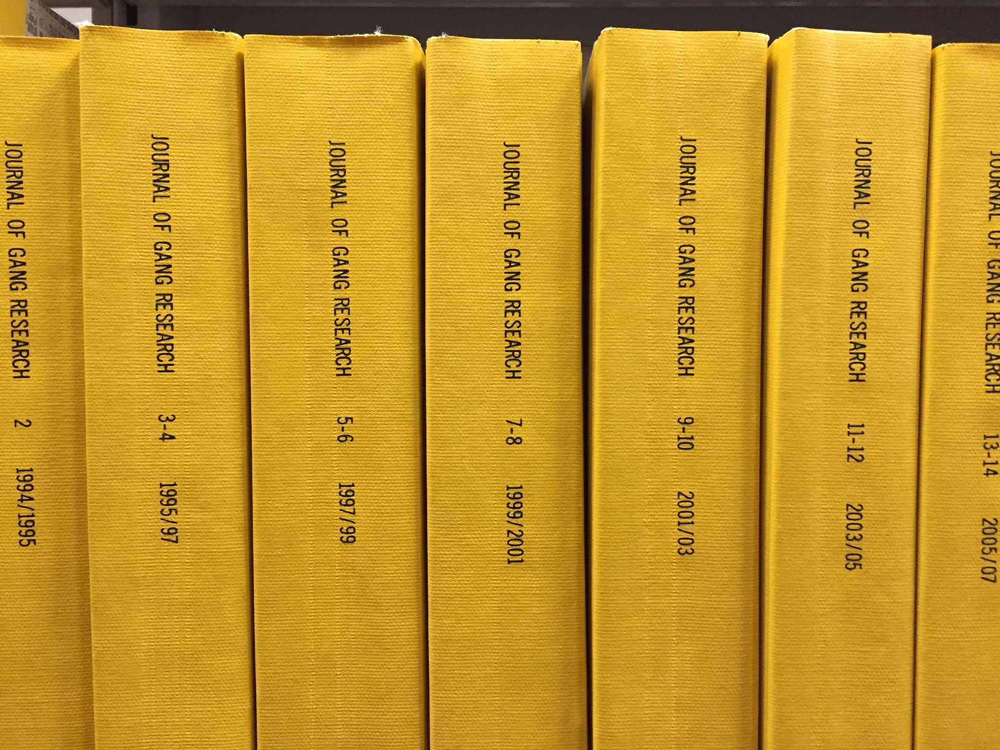 JOURNAL OF GANG RESEARCH 2 1994/1995
JOURNAL OF GANG RESEARCH 3-4 1995/97
JOURNAL OF GANG RESEARCH 5-6 1997/99
JOURNAL OF GANG RESEARCH 7-8 1999/2001
JOURNAL OF GANG RESEARCH 9-10 2001/03
JOURNAL OF GANG RESEARCH 11-12 2003/05
JOURNAL OF GANG RESEARCH 13-14 2005/07